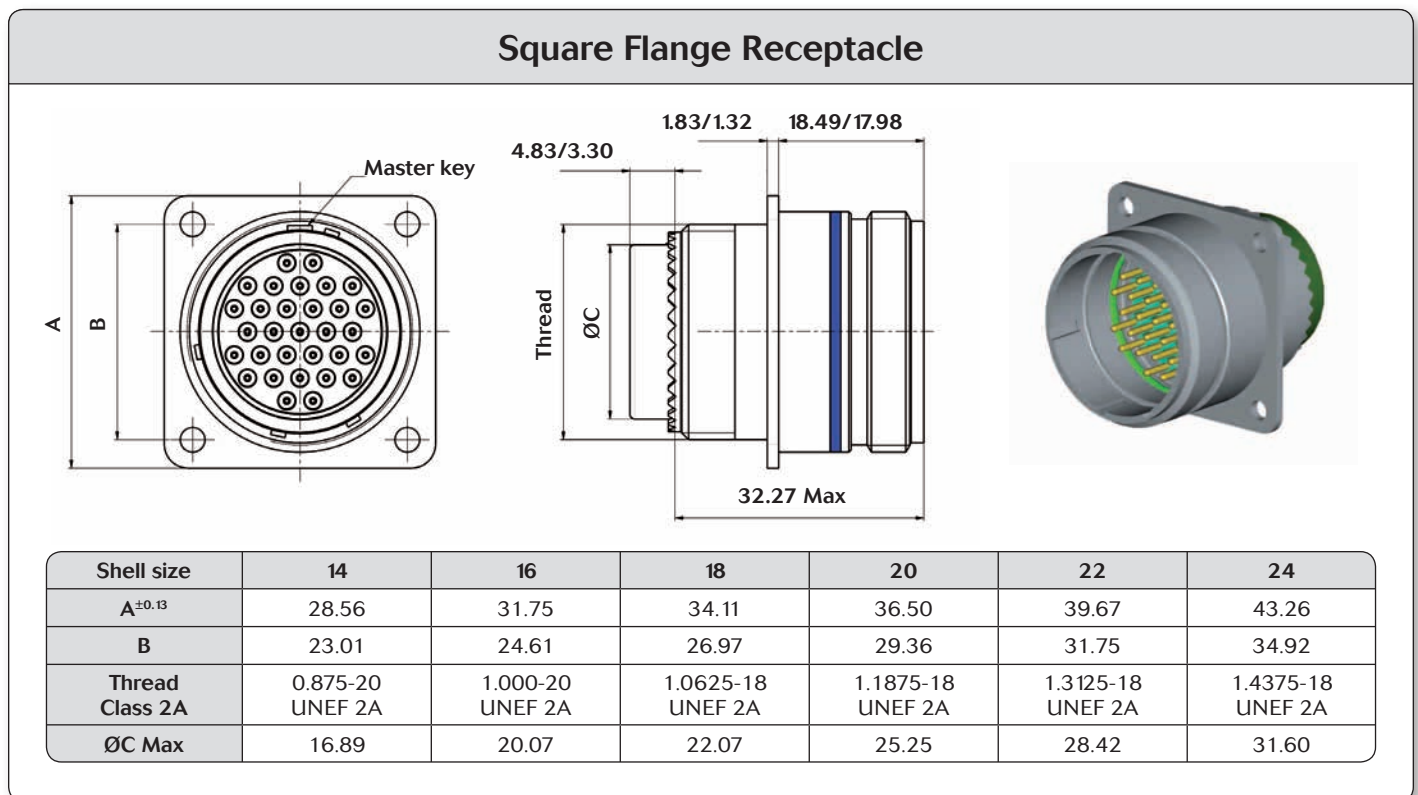 Square Flange Receptacle
1.83/1.32 18.49/17.98
4.83/3.30
Master key
A
B
Thread
ØC
32.27 Max
Shell size 14 16 18 20 22 24
A±0.13 28.56 31.75 34.11 36.50 39.67 43.26
B 23.01 24.61 26.97 29.36 31.75 34.92
Thread Class 2A 0.875-20 UNEF 2A 1.000-20 UNEF 2A 1.0625-18 UNEF 2A 1.1875-18 UNEF 2A 1.3125-18 UNEF 2A 1.4375-18 UNEF 2A
ØC Max 16.89 20.07 22.07 25.25 28.42 31.60